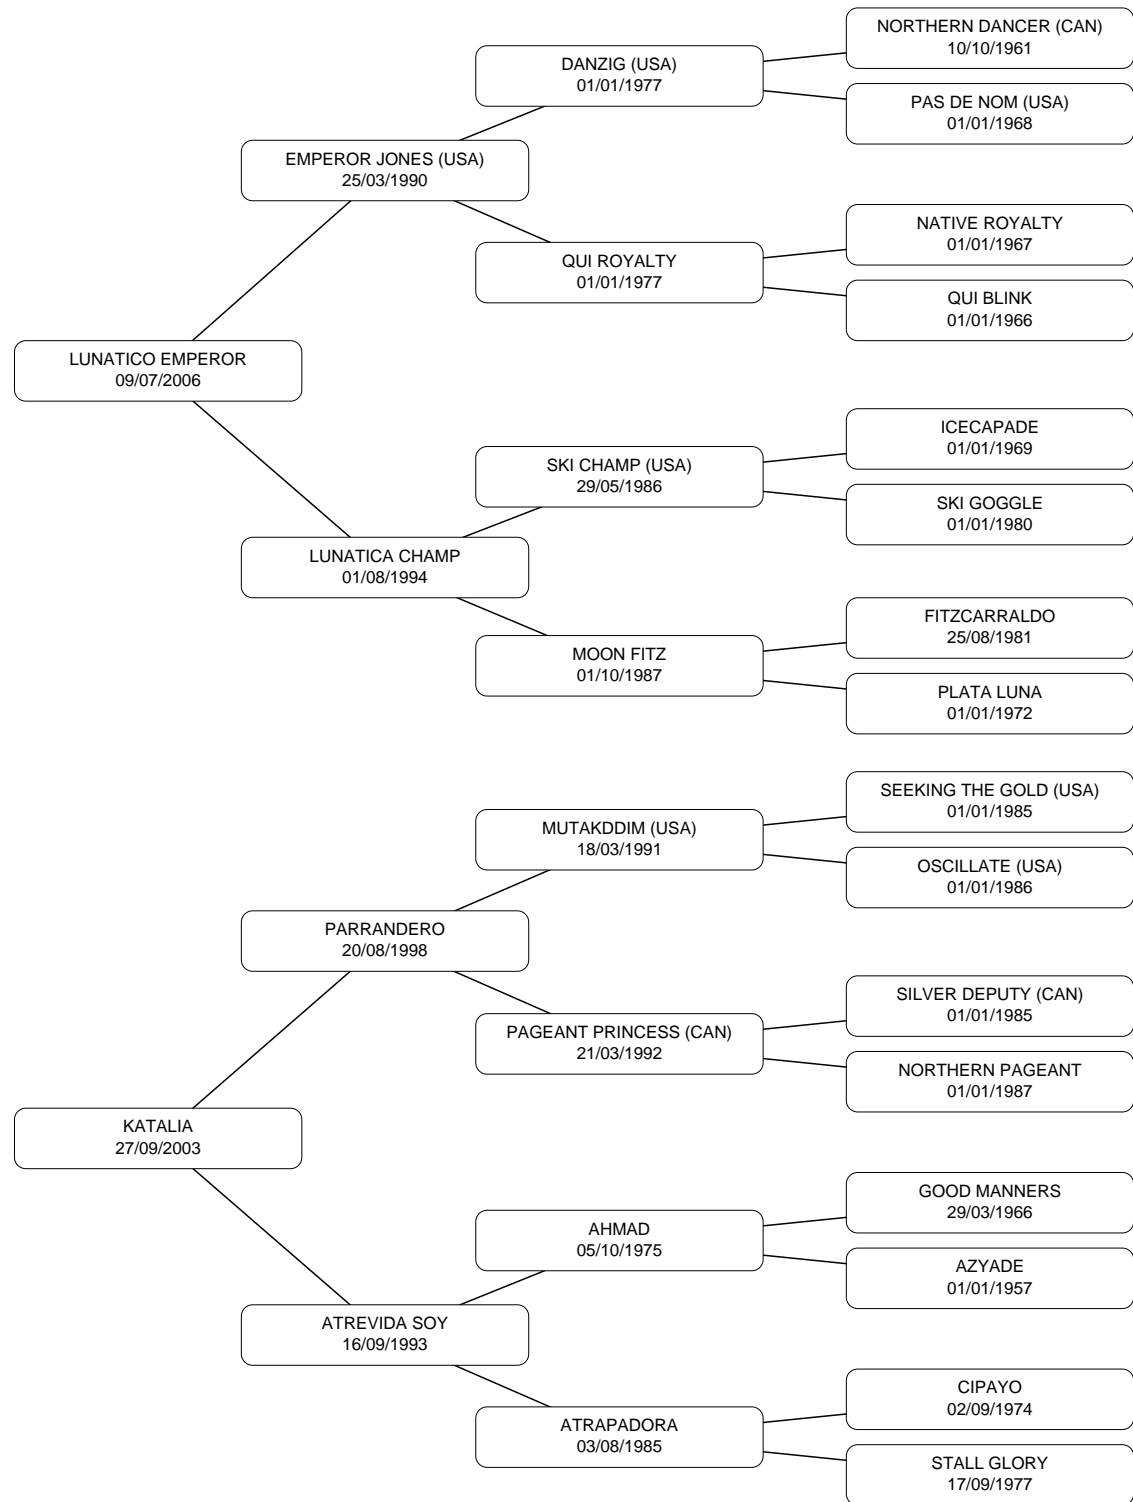 NORTHERN DANCER (CAN)
10/10/1961
DANZIG (USA)
01/01/1977
PAS DE NOM (USA)
01/01/1968
EMPEROR JONES (USA)
25/03/1990
NATIVE ROYALTY
01/01/1967
QUI ROYALTY
01/01/1977
QUI BLINK
01/01/1966
LUNATICO EMPEROR
09/07/2006
ICECAPADE
01/01/1969
SKI CHAMP (USA)
29/05/1986
SKI GOGGLE
01/01/1980
LUNATICA CHAMP
01/08/1994
FITZCARRALDO
25/08/1981
MOON FITZ
01/10/1987
PLATA LUNA
01/01/1972
SEEKING THE GOLD (USA)
01/01/1985
MUTAKDDIM (USA)
18/03/1991
OSCILLATE (USA)
01/01/1986
PARRANDERO
20/08/1998
SILVER DEPUTY (CAN)
01/01/1985
PAGEANT PRINCESS (CAN)
21/03/1992
NORTHERN PAGEANT
01/01/1987
KATALIA
27/09/2003
GOOD MANNERS
29/03/1966
AHMAD
05/10/1975
AZYADE
01/01/1957
ATREVIDA SOY
16/09/1993
CIPAYO
02/09/1974
ATRAPADORA
03/08/1985
STALL GLORY
17/09/1977